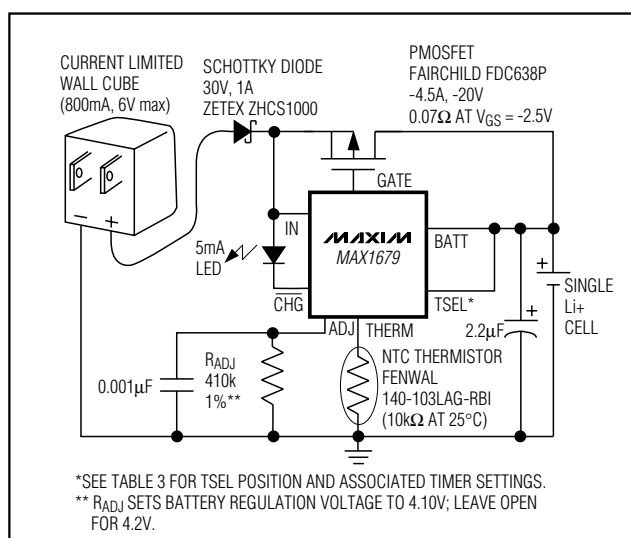 CURRENT LIMITED
WALL CUBE
(800mA, 6V max)
SCHOTTKY DIODE
30V, 1A
ZETEX ZHCS1000
PMOSFET
FAIRCHILD FDC638P
-4.5A, -20V
0.07Ω AT VGS = -2.5V
GATE
IN
MAXIM
MAX1679
BATT
5mA
LED
CHG
TSEL*
ADJ
THERM
SINGLE
Li+
CELL
2.2µF
0.001µF
RADJ
410k
1%**
NTC THERMISTOR
FENWAL
140-103LAG-RBI
(10kΩ AT 25°C)
*SEE TABLE 3 FOR TSEL POSITION AND ASSOCIATED TIMER SETTINGS.
** RADJ SETS BATTERY REGULATION VOLTAGE TO 4.10V; LEAVE OPEN
FOR 4.2V.